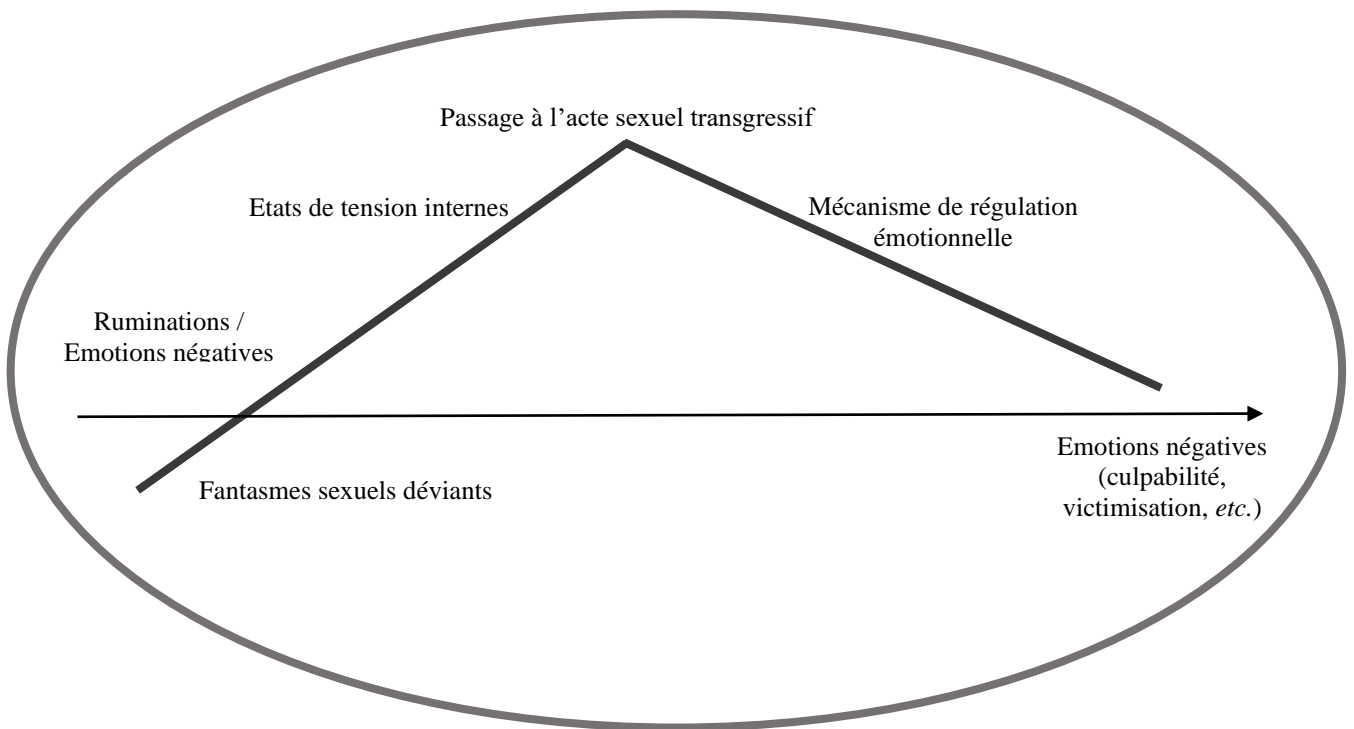 Passage à l’acte sexuel transgressif
Etats de tension internes
Mécanisme de régulation
émotionnelle
Ruminations /
Emotions négatives
Fantasmes sexuels déviants
Emotions négatives
(culpabilité,
victimisation, etc.)